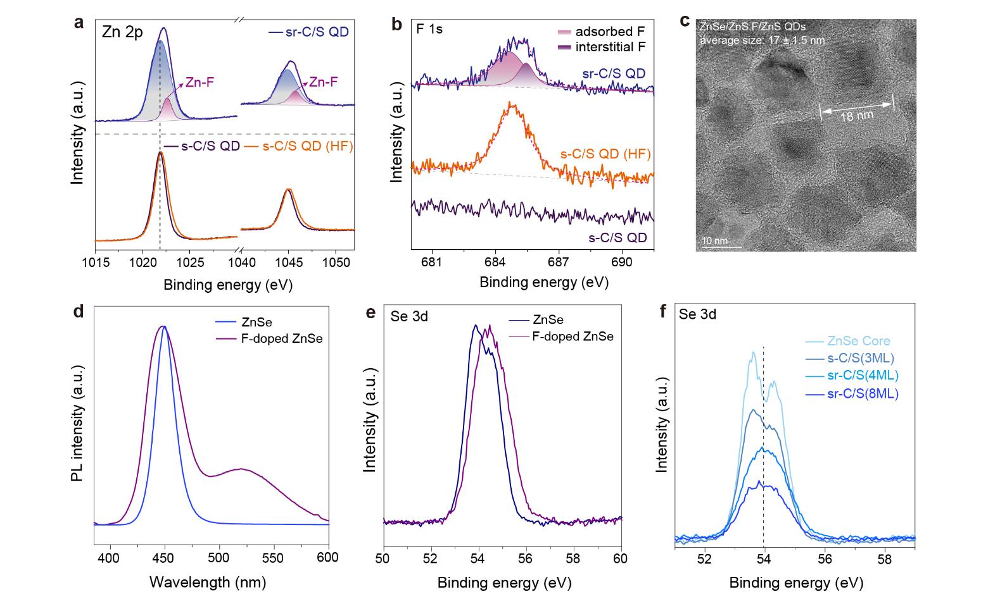 a
Zn 2p
sr-C/S QD
Zn-F
Zn-F
s-C/S QD
s-C/S QD (HF)
Intensity (a.u.)
1015 1020 1025 1040 1045 1050
Binding energy (eV)
b
F 1s
adsorbed F
interstitial F
sr-C/S QD
s-C/S QD (HF)
s-C/S QD
Intensity (a.u.)
681 684 687 690
Binding energy (eV)
c
ZnSe/ZnS:F/ZnS QDs
average size: 17 ± 1.5 nm
18 nm
10 nm
d
ZnSe
F-doped ZnSe
PL intensity (a.u.)
400 450 500 550 600
Wavelength (nm)
e
Se 3d
ZnSe
F-doped ZnSe
Intensity (a.u.)
50 52 54 56 58 60
Binding energy (eV)
f
Se 3d
ZnSe Core
s-C/S(3ML)
sr-C/S(4ML)
sr-C/S(8ML)
Intensity (a.u.)
52 54 56 58
Binding energy (eV)